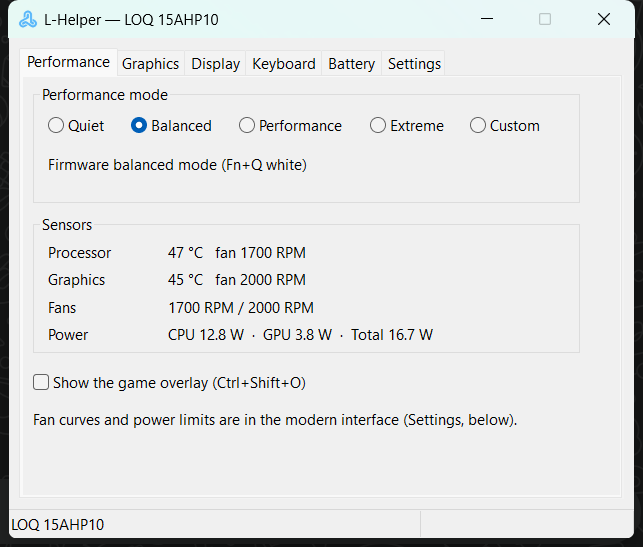 L-Helper — LOQ 15AHP10
Performance Graphics Display Keyboard Battery Settings
Performance mode
Quiet Balanced Performance Extreme Custom
Firmware balanced mode (Fn+Q white)
Sensors
Processor 47 °C fan 1700 RPM
Graphics 45 °C fan 2000 RPM
Fans 1700 RPM / 2000 RPM
Power CPU 12.8 W · GPU 3.8 W · Total 16.7 W
Show the game overlay (Ctrl+Shift+O)
Fan curves and power limits are in the modern interface (Settings, below).
LOQ 15AHP10